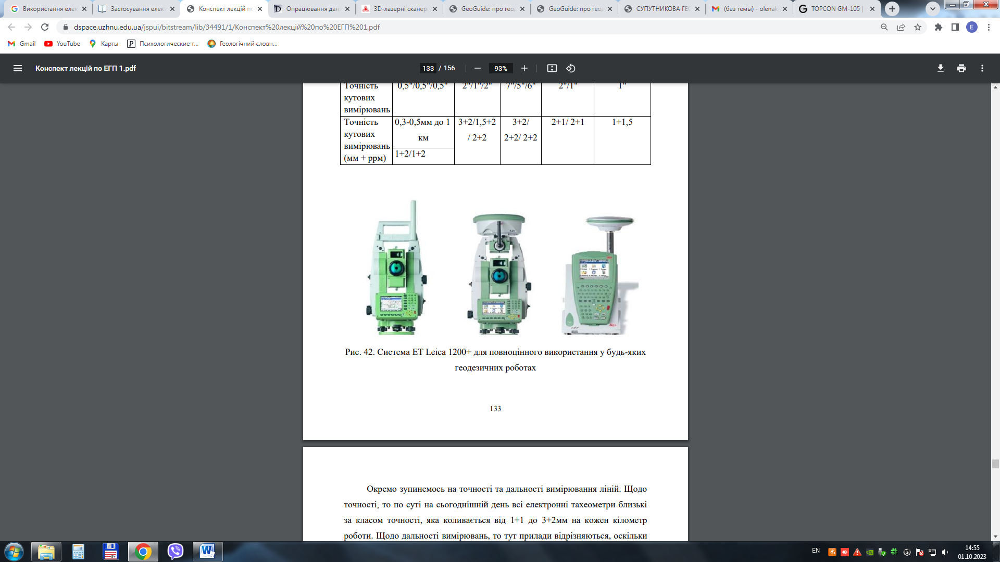 Використання елек
Застосування елект
Конспект лекцій по
Опрацювання дан
3D-лазерні сканер
GeoGuide: про геод
GeoGuide: про геод
СУПУТНИКОВА ГЕО
(без темы) - olenak
TOPCON GM-105 |
dspace.uzhnu.edu.ua/jspui/bitstream/lib/34491/1/Конспект%20лекцій%20по%20ЕГП%201.pdf
E
Gmail
YouTube
Карты
Психологические т...
Геологічний словн...
Конспект лекцій по ЕГП 1.pdf
133 / 156
93%
Точність кутових вимірювань
0,5"/0,5"/0,5"
2"/1"/2"
7"/5"/6"
2"/1"
1"
Точність кутових вимірювань (мм + ррм)
0,3-0,5мм до 1 км
1+2/1+2
3+2/1,5+2 / 2+2
3+2/ 2+2/ 2+2
2+1/ 2+1
1+1,5
Рис. 42. Система ЕТ Leica 1200+ для повноцінного використання у будь-яких
геодезичних роботах
133
Окремо зупинемось на точності та дальності вимірювання ліній. Щодо
точності, то по суті на сьогоднішній день всі електронні тахеометри близькі
за класом точності, яка коливається від 1+1 до 3+2мм на кожен кілометр
роботи. Щодо дальності вимірювань, то тут прилади відрізняються, оскільки
EN
14:55
01.10.2023